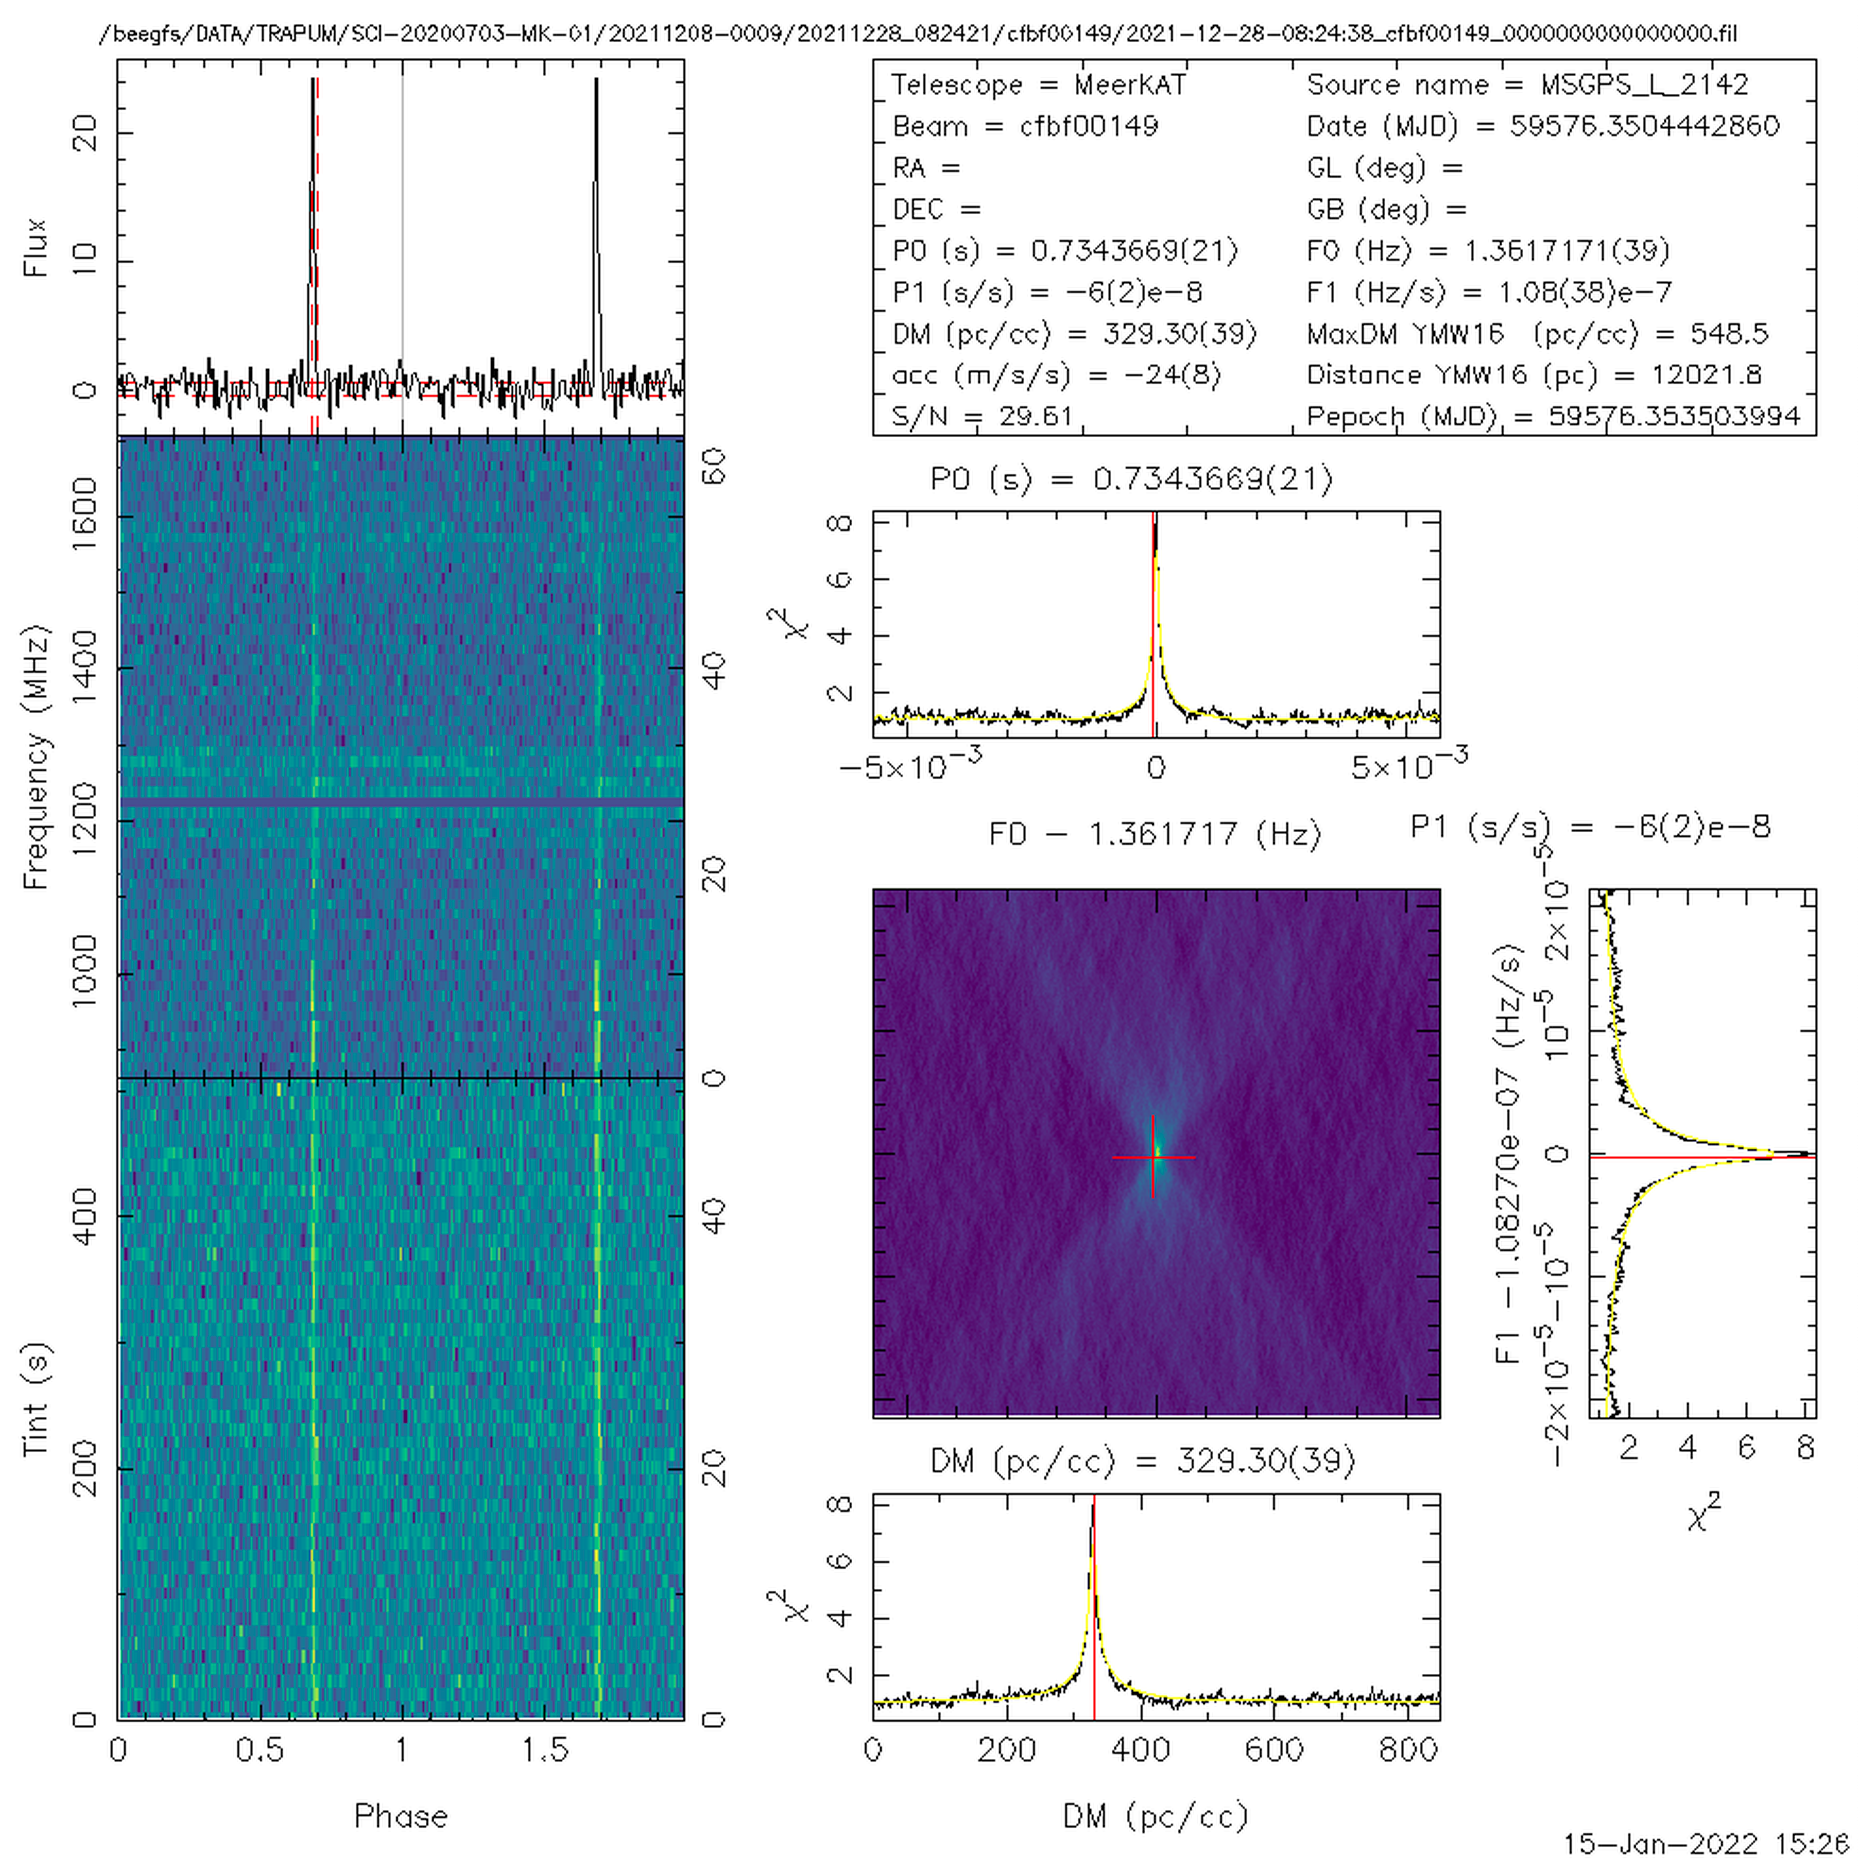 /beegfs/DATA/TRAPUM/SCI-20200703-MK-01/20211208-0009/20211228_082421/cfbf00149/2021-12-28-08:24:38_cfbf00149_0000000000000000.fil
Telescope = MeerKAT
Source name = MSGPS_L_2142
Beam = cfbf00149
Date (MJD) = 59576.3504442860
RA =
GL (deg) =
DEC =
GB (deg) =
P0 (s) = 0.7343669(21)
F0 (Hz) = 1.3617171(39)
P1 (s/s) = -6(2)e-8
F1 (Hz/s) = 1.08(38)e-7
DM (pc/cc) = 329.30(39)
MaxDM YMW16 (pc/cc) = 548.5
acc (m/s/s) = -24(8)
Distance YMW16 (pc) = 12021.8
S/N = 29.61
Pepoch (MJD) = 59576.353503994
Flux
0 10 20
Frequency (MHz)
1000 1200 1400 1600
0 20 40 60
Tint (s)
0 200 400
0 20 40
0 0.5 1 1.5
Phase
P0 (s) = 0.7343669(21)
χ²
2 4 6 8
-5×10⁻³ 0 5×10⁻³
F0 - 1.361717 (Hz)
P1 (s/s) = -6(2)e-8
F1 -1.08270e-07 (Hz/s)
-2×10⁻⁵ -10⁻⁵ 0 10⁻⁵ 2×10⁻⁵
2 4 6 8
χ²
DM (pc/cc) = 329.30(39)
χ²
2 4 6 8
0 200 400 600 800
DM (pc/cc)
15-Jan-2022 15:26